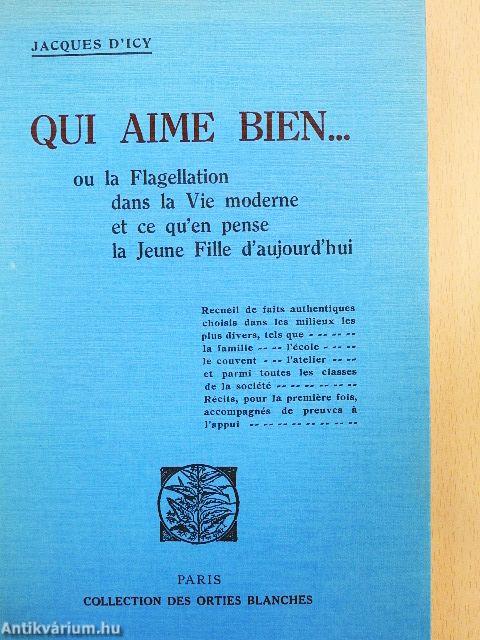 JACQUES D'ICY
QUI AIME BIEN...
ou la Flagellation
dans la Vie moderne
et ce qu'en pense
la Jeune Fille d'aujourd'hui
Recueil de faits authentiques
choisis dans les milieux les
plus divers, tels que - -- -- --
la famille -- -- l'école - -- --
le couvent - -- l'atelier -- --
et parmi toutes les classes
de la société -- -- -- -- -- --
Récits, pour la première fois,
accompagnés de preuves à
l'appui -- -- -- -- -- -- -- --
PARIS
COLLECTION DES ORTIES BLANCHES
Antikvárium.hu